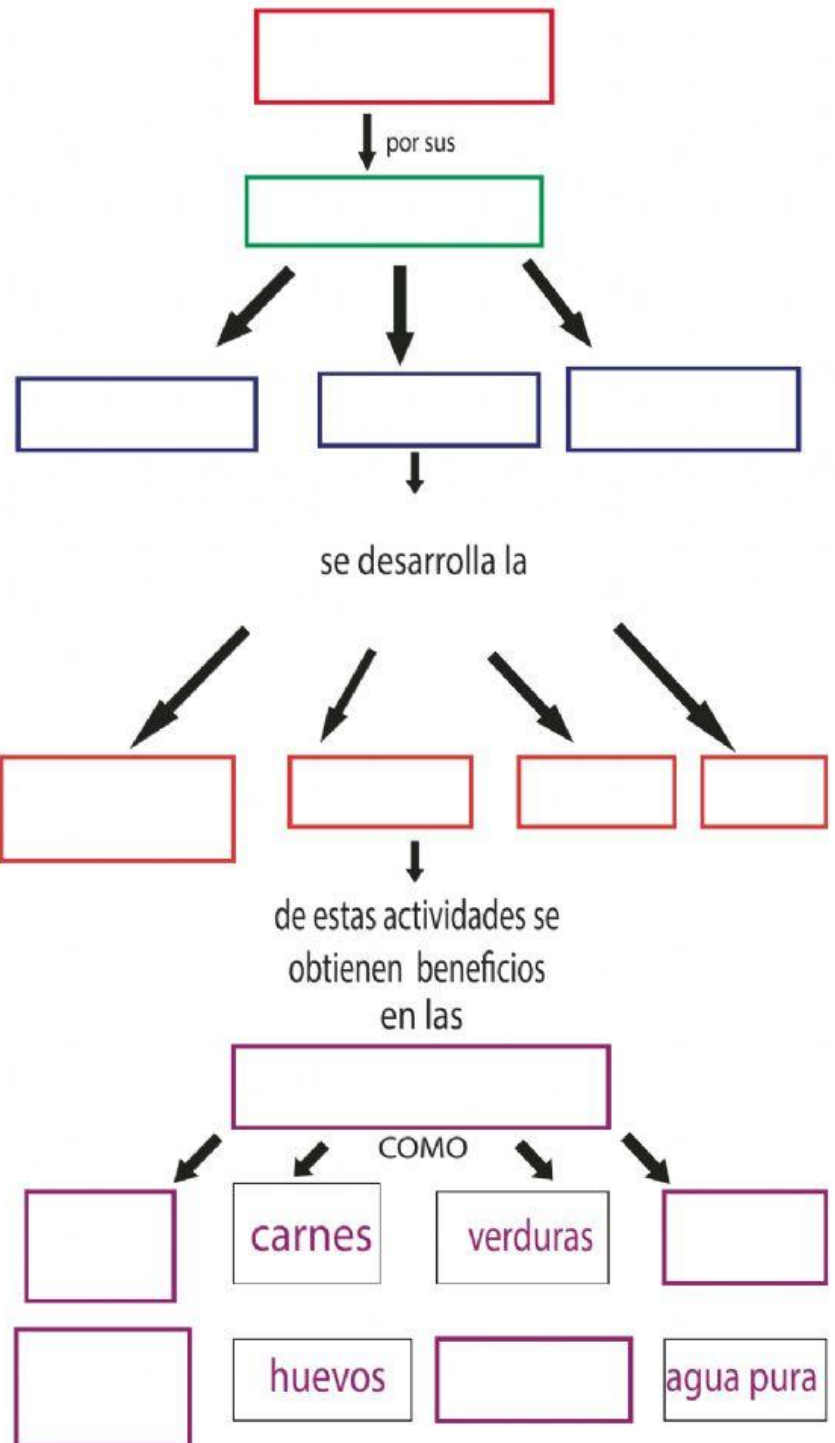 por sus
se desarrolla la
de estas actividades se
obtienen beneficios
en las
COMO
carnes
verduras
huevos
agua pura